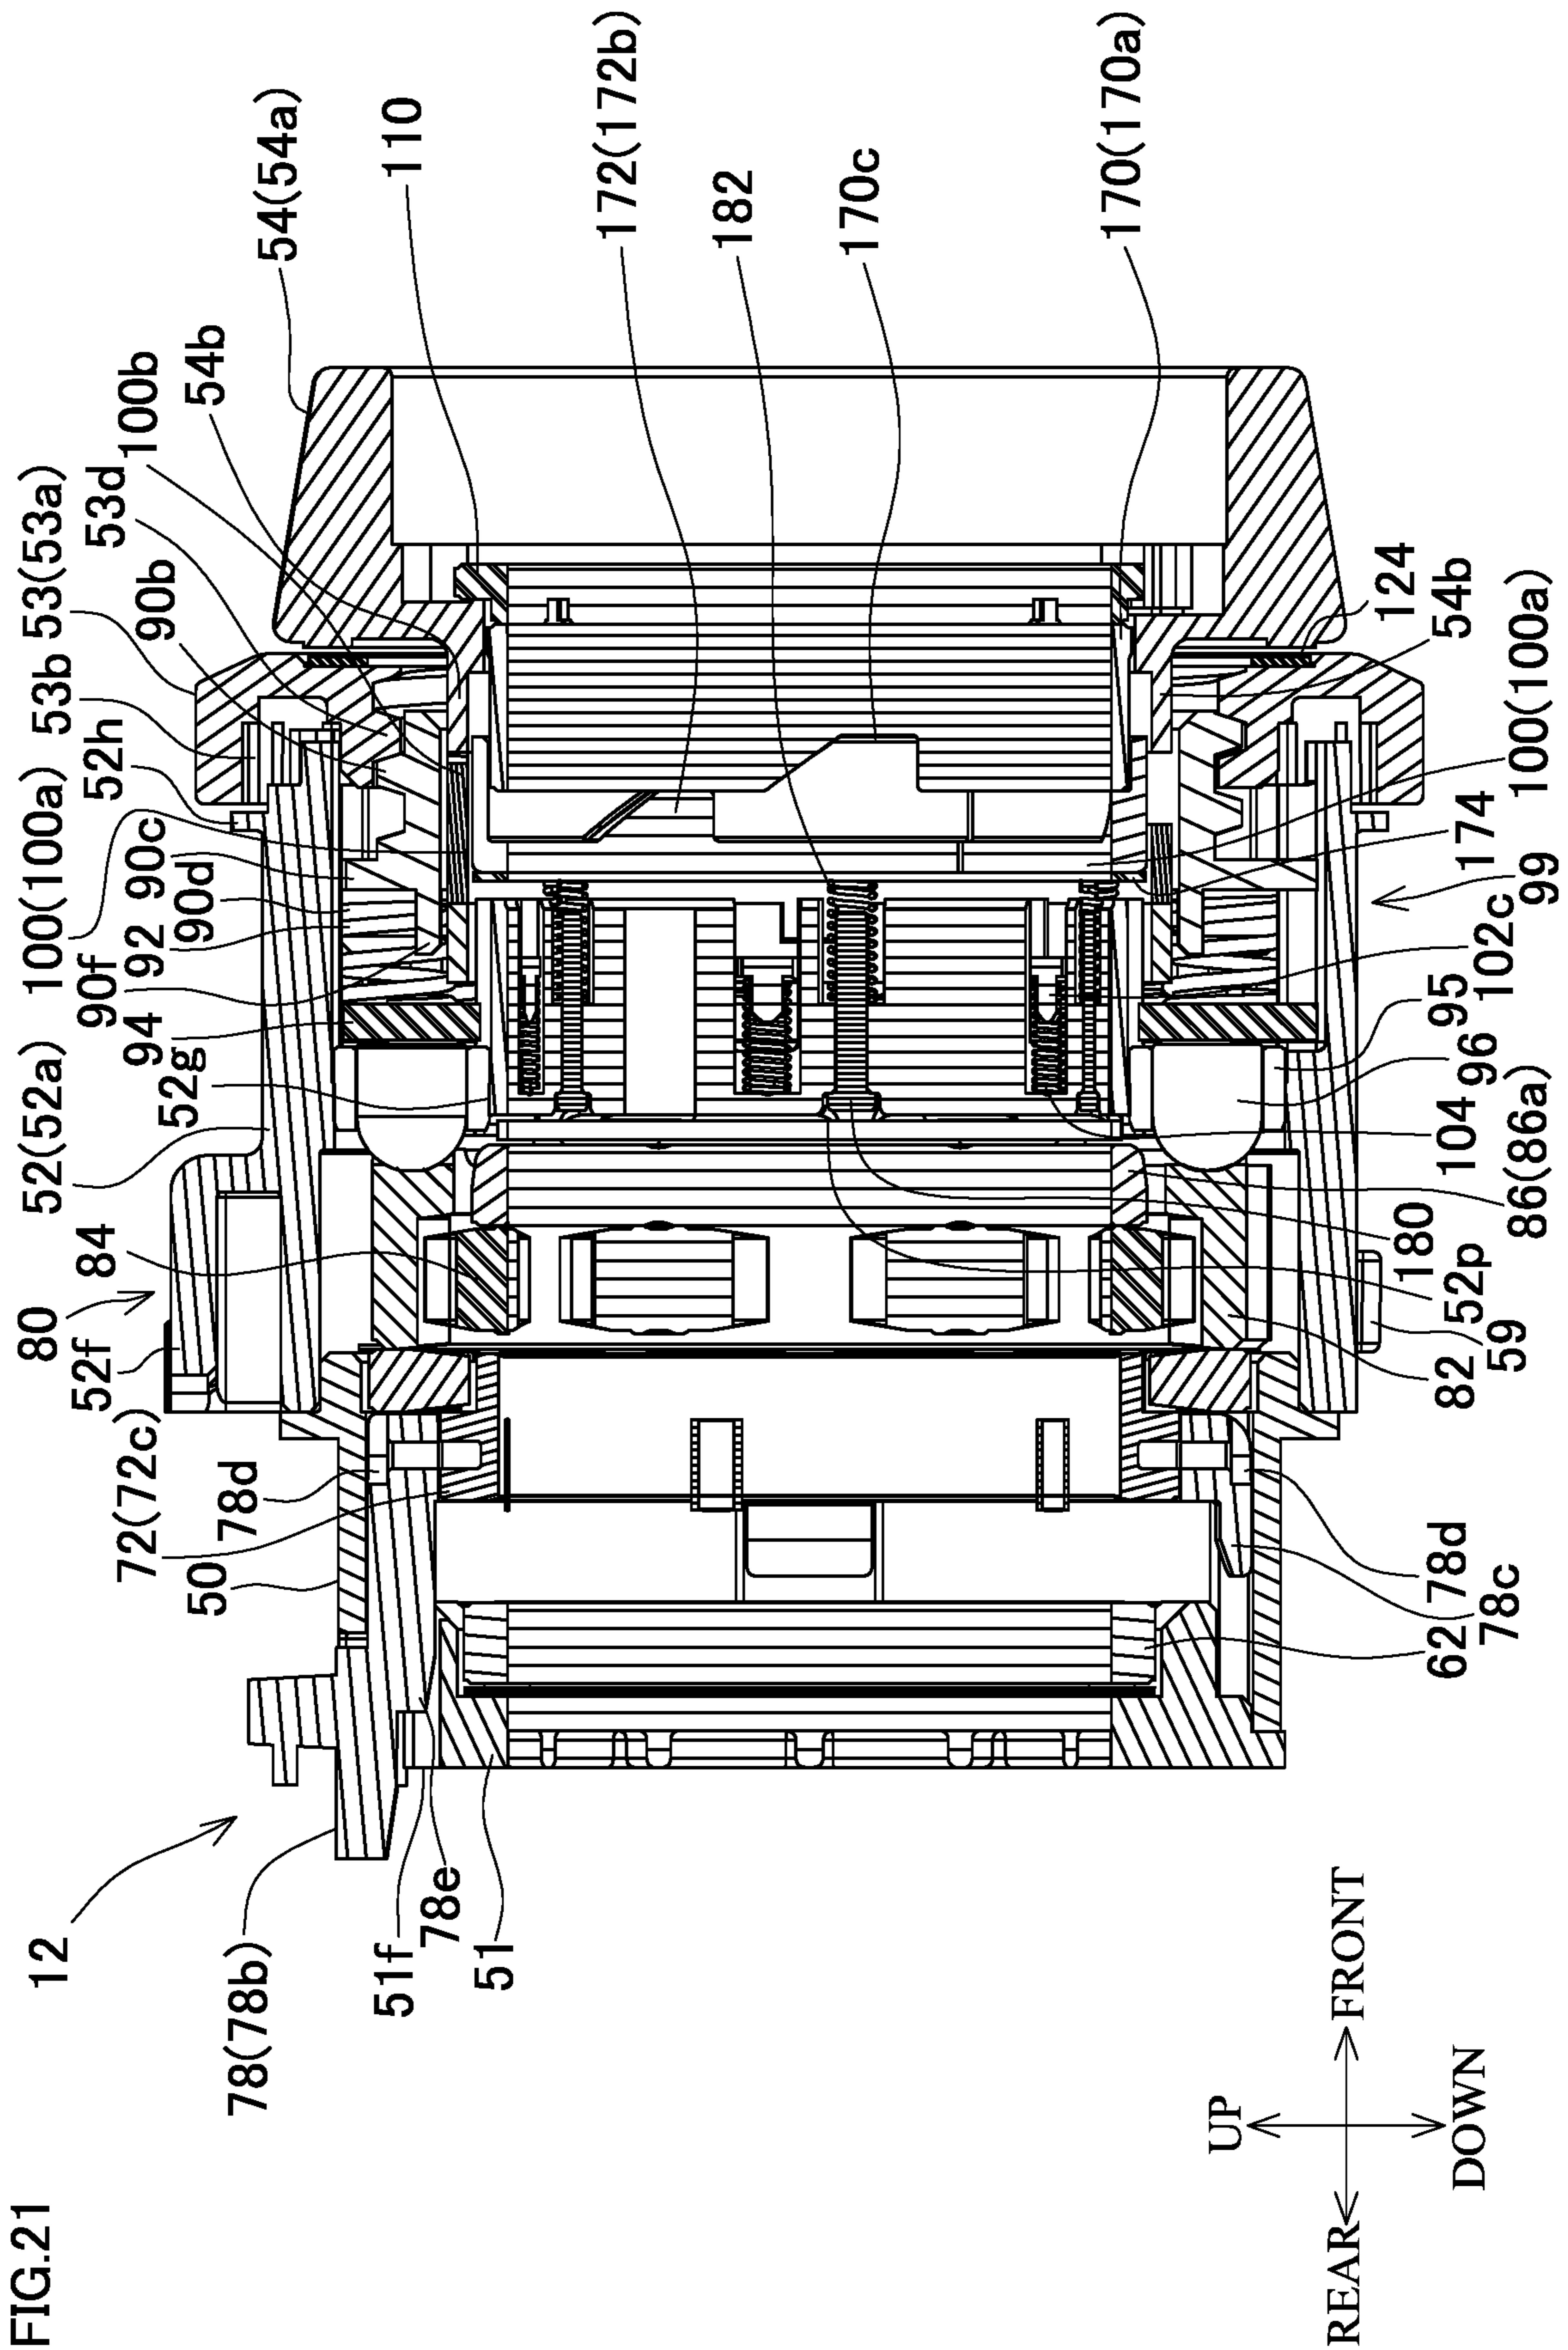 FIG.21
12
78(78b)
51f
78e
51
50
72(72c)
78d
52f
80
84
52(52a)
52g
94
90f
92
90d
90c
100(100a)
52h
53b
90b
53(53a)
53d
100b
54b
54(54a)
110
172(172b)
182
170c
170(170a)
124
54b
100(100a)
174
99
102c
95
96
104
86(86a)
180
52p
59
82
78d
78c
62
UP
DOWN
REAR
FRONT